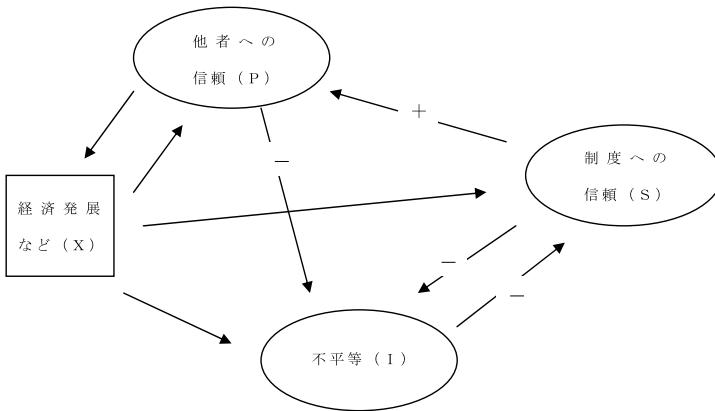 他者への
信頼（P）
＋
制度への
信頼（S）
－
経済発展
など（X）
－
－
不平等（I）